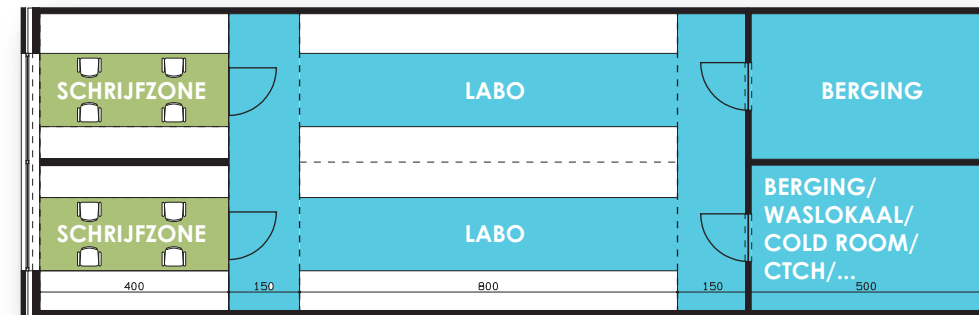 SCHRIJFZONE
LABO
BERGING
BERGING/
WASLOKAAL/
COLD ROOM/
CTCH/...
SCHRIJFZONE
LABO
400
150
800
150
500